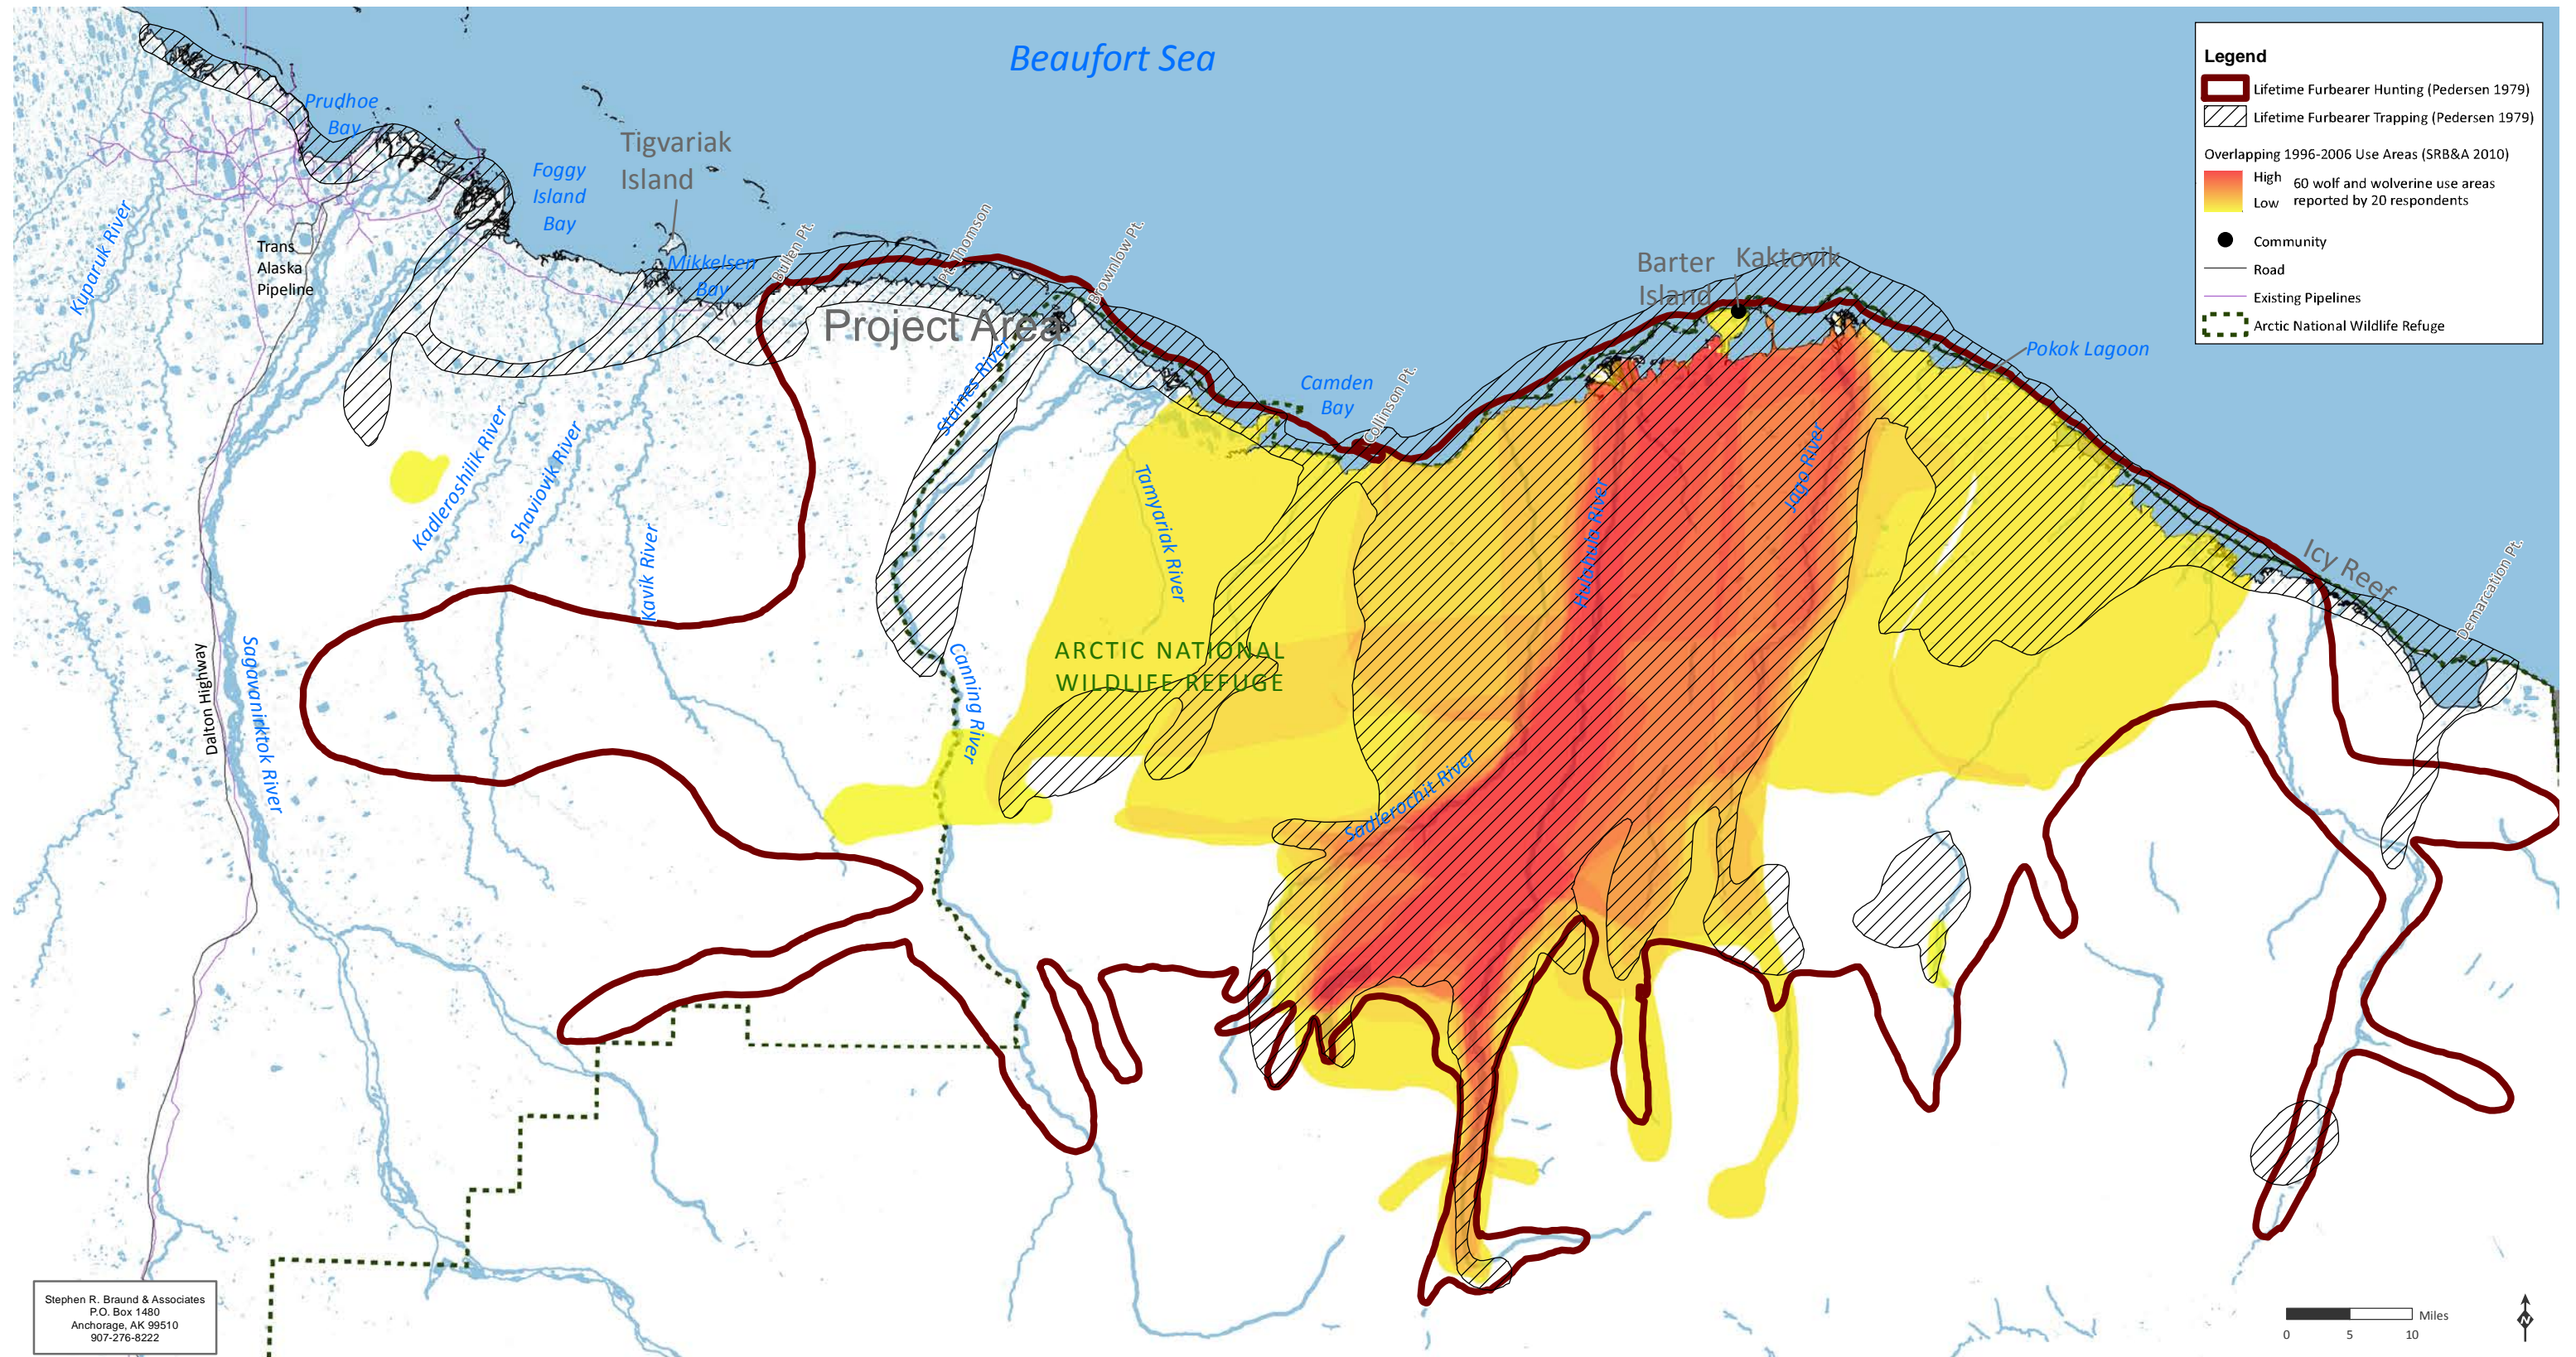 Beaufort Sea
Prudhoe
Bay
Tigvariak
Island
Foggy
Island
Bay
Kuparuk River
Trans
Alaska
Pipeline
Mikkelsen
Bay
Bullen Pt.
Pt. Thomson
Brownlow Pt.
Project Area
Staines River
Camden
Bay
Collinson Pt.
Barter
Island
Kaktovik
Pokok Lagoon
Icy Reef
Demarcation Pt.
Kadleroshilik River
Shaviovik River
Kavik River
Tamyariak River
Hulahula River
Jago River
Dalton Highway
Sagavanirktok River
Canning River
ARCTIC NATIONAL
WILDLIFE REFUGE
Sadlerochit River
Legend
Lifetime Furbearer Hunting (Pedersen 1979)
Lifetime Furbearer Trapping (Pedersen 1979)
Overlapping 1996-2006 Use Areas (SRB&A 2010)
High
Low
60 wolf and wolverine use areas
reported by 20 respondents
Community
Road
Existing Pipelines
Arctic National Wildlife Refuge
Stephen R. Braund & Associates
P.O. Box 1480
Anchorage, AK 99510
907-276-8222
Miles
0 5 10
N